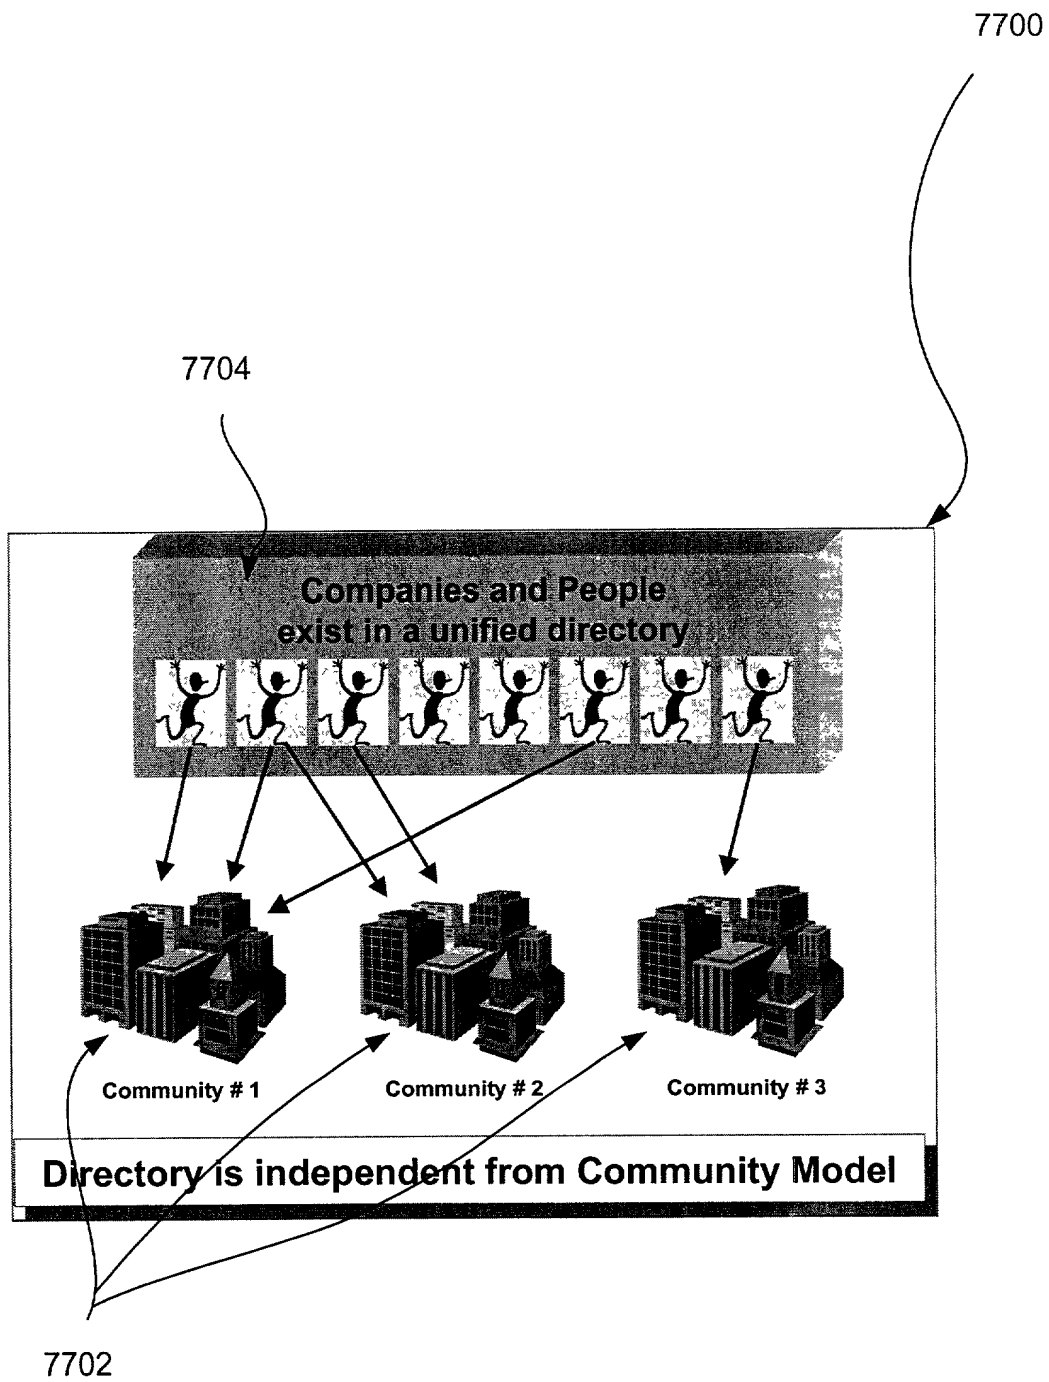 7700
7704
Companies and People
exist in a unified directory
Community # 1
Community # 2
Community # 3
Directory is independent from Community Model
7702